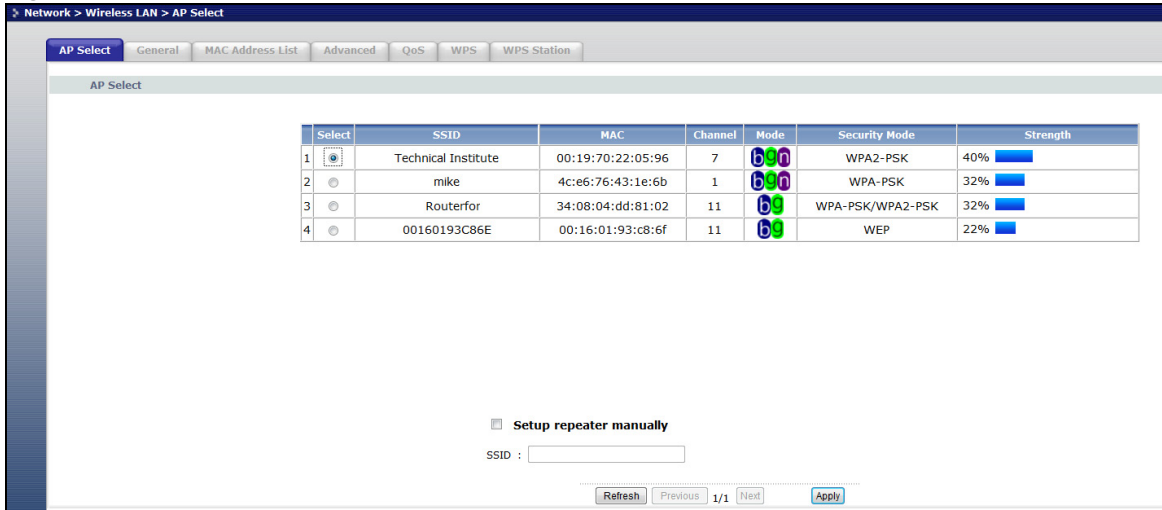 Network > Wireless LAN > AP Select
AP Select General MAC Address List Advanced QoS WPS WPS Station
AP Select
Select SSID MAC Channel Mode Security Mode Strength
1 Technical Institute 00:19:70:22:05:96 7 bgn WPA2-PSK 40%
2 mike 4c:e6:76:43:1e:6b 1 bgn WPA-PSK 32%
3 Routerfor 34:08:04:dd:81:02 11 bg WPA-PSK/WPA2-PSK 32%
4 00160193C86E 00:16:01:93:c8:6f 11 bg WEP 22%
Setup repeater manually
SSID :
Refresh Previous 1/1 Next Apply